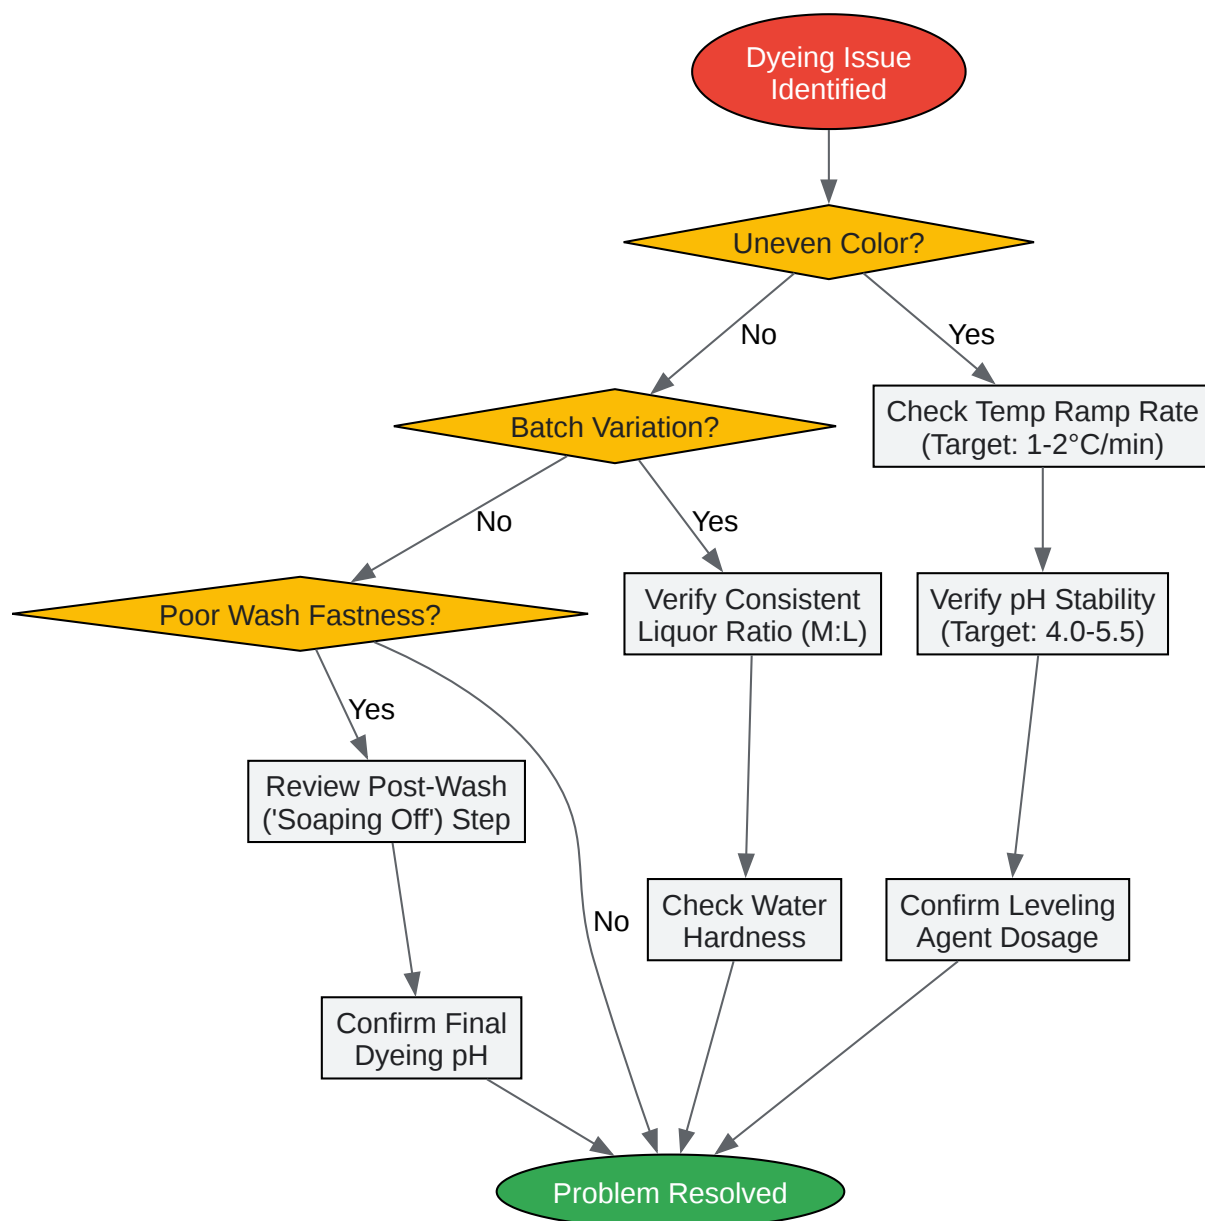 Dyeing Issue
Identified
Uneven Color?
No
Yes
Batch Variation?
Check Temp Ramp Rate
(Target: 1-2°C/min)
No
Yes
Poor Wash Fastness?
Verify Consistent
Liquor Ratio (M:L)
Verify pH Stability
(Target: 4.0-5.5)
Yes
Review Post-Wash
('Soaping Off') Step
No
Check Water
Hardness
Confirm Leveling
Agent Dosage
Confirm Final
Dyeing pH
Problem Resolved